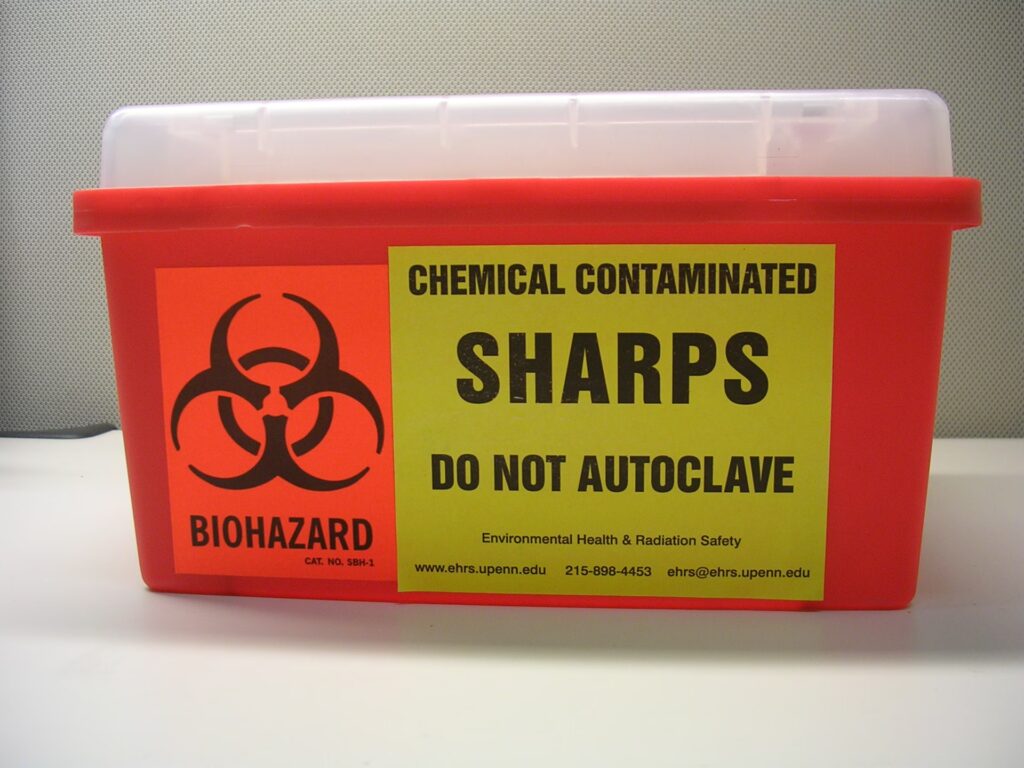 BIOHAZARD
CAT. NO. SBH-1
CHEMICAL CONTAMINATED
SHARPS
DO NOT AUTOCLAVE
Environmental Health & Radiation Safety
www.ehrs.upenn.edu 215-898-4453 ehrs@ehrs.upenn.edu